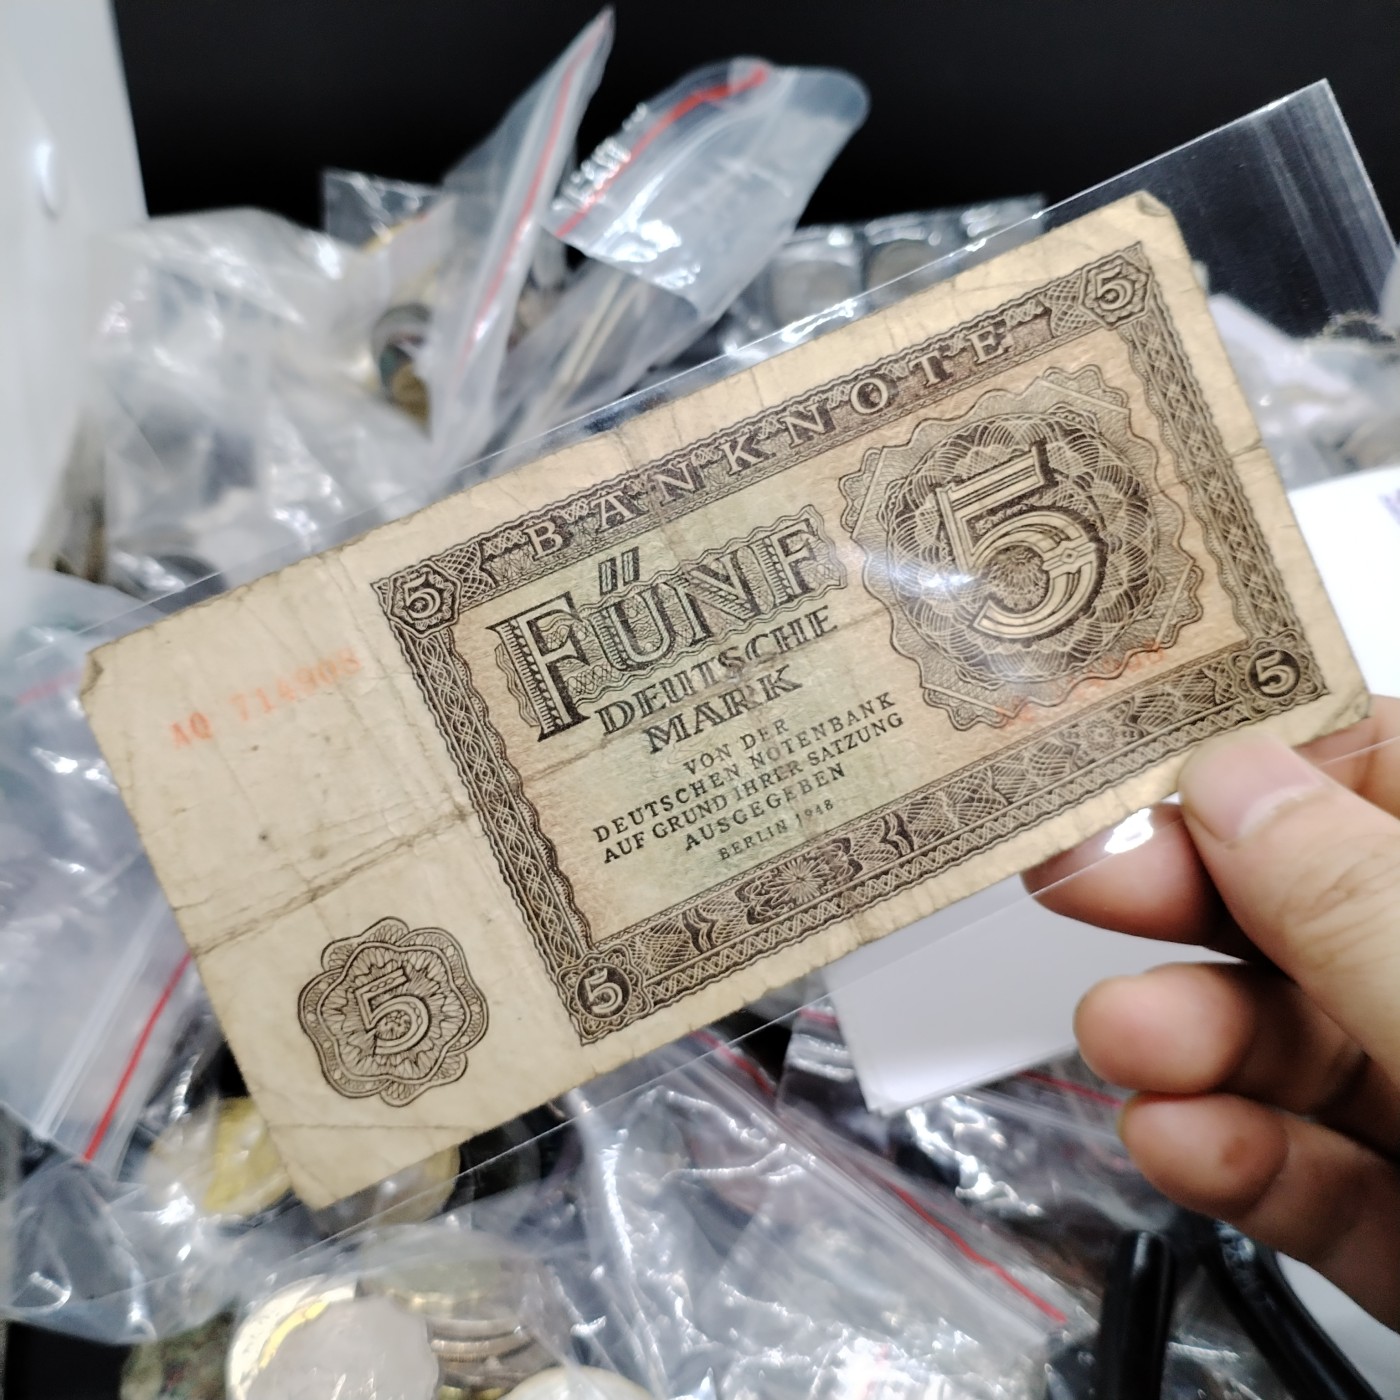 5
BANKNOTE
5
FÜNF
DEUTSCHE
MARK
VON DER
DEUTSCHEN NOTENBANK
AUF GRUND IHRER SATZUNG
AUSGEGEBEN
BERLIN 1948
5
AQ
5
5
5